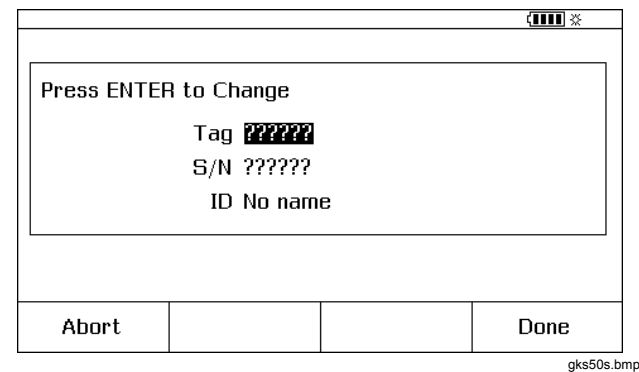 Press ENTER to Change
Tag ??????
S/N ??????
ID No name
Abort Done
gks50s.bmp